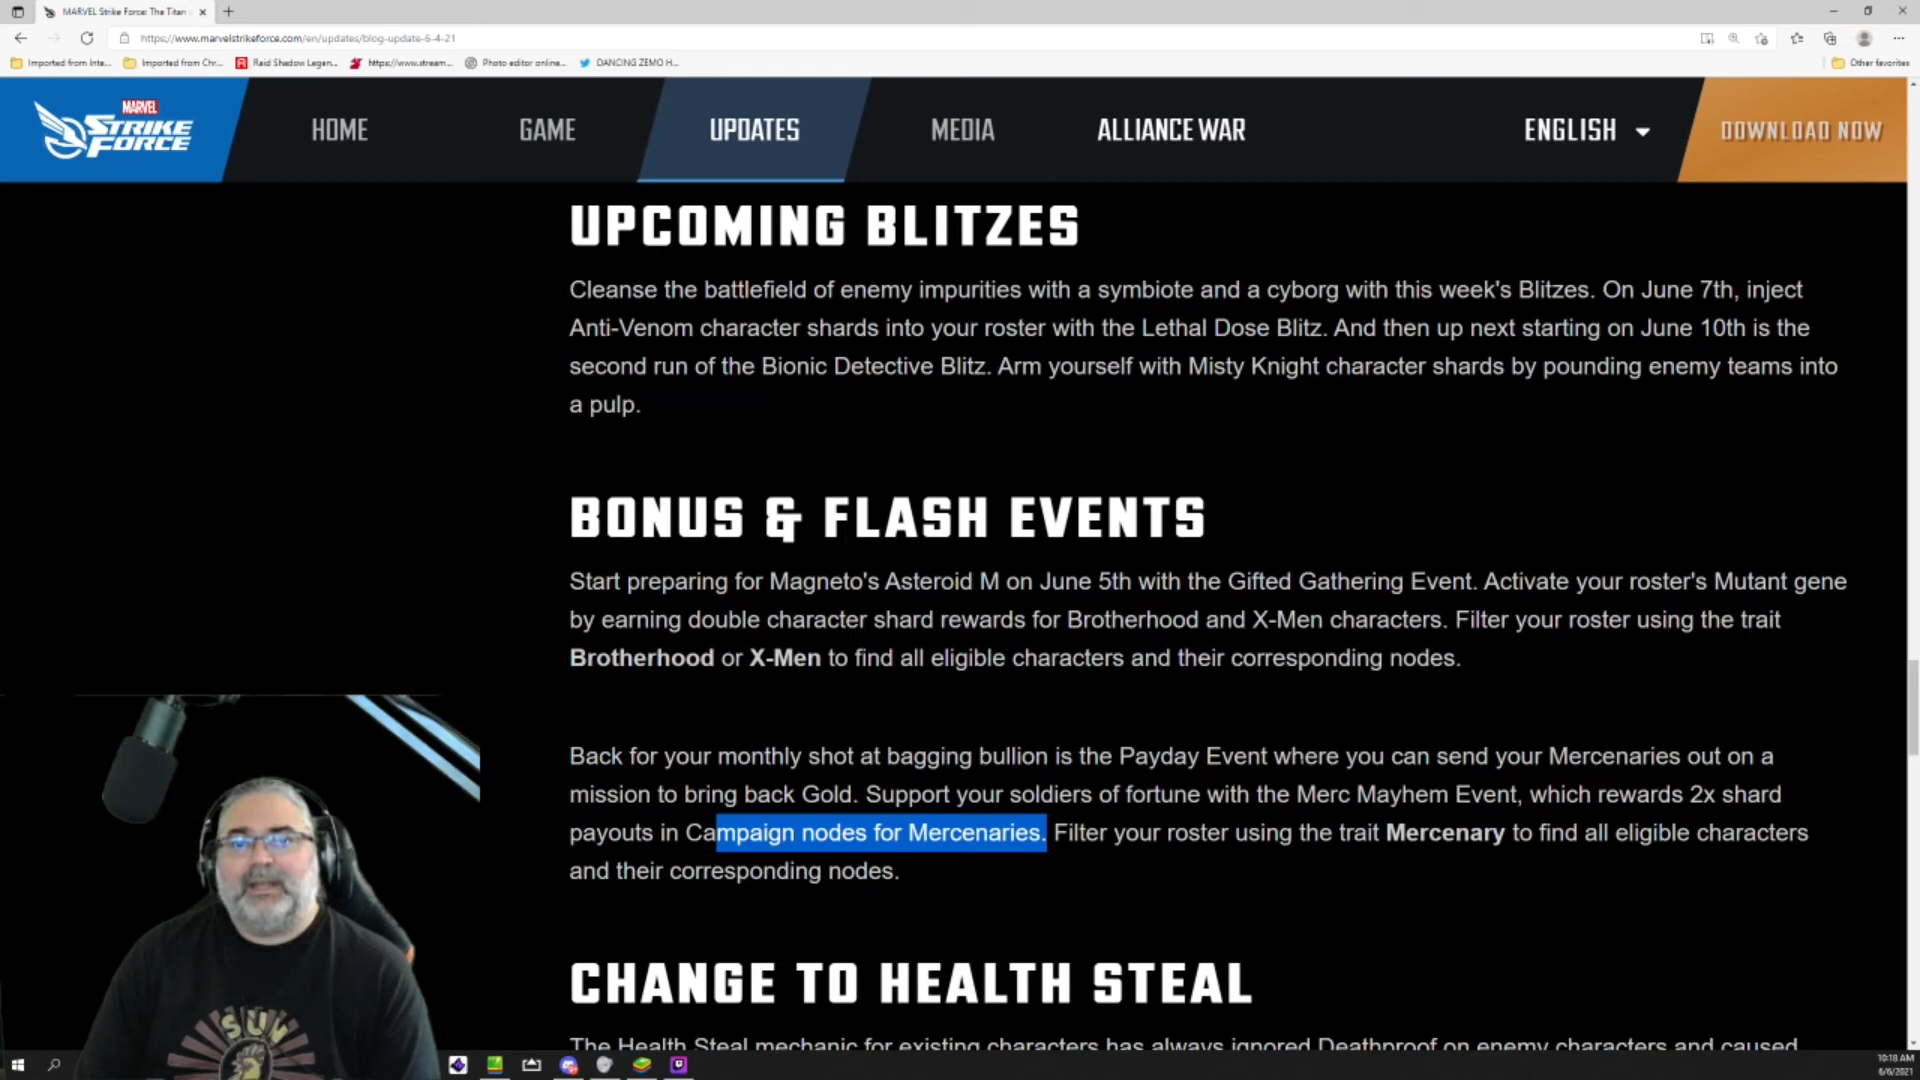 MARVEL Strike Force: The Titan
https://www.marvelstrikeforce.com/en/updates/blog-update-6-4-21
Imported from Inte...
Imported from Chr...
Raid Shadow Legen...
https://www.stream...
Photo editor online...
DANCING ZEMO H...
Other favorites
MARVEL
STRIKE
FORCE
HOME
GAME
UPDATES
MEDIA
ALLIANCE WAR
ENGLISH
DOWNLOAD NOW
UPCOMING BLITZES
Cleanse the battlefield of enemy impurities with a symbiote and a cyborg with this week's Blitzes. On June 7th, inject
Anti-Venom character shards into your roster with the Lethal Dose Blitz. And then up next starting on June 10th is the
second run of the Bionic Detective Blitz. Arm yourself with Misty Knight character shards by pounding enemy teams into
a pulp.
BONUS & FLASH EVENTS
Start preparing for Magneto's Asteroid M on June 5th with the Gifted Gathering Event. Activate your roster's Mutant gene
by earning double character shard rewards for Brotherhood and X-Men characters. Filter your roster using the trait
Brotherhood or X-Men to find all eligible characters and their corresponding nodes.
Back for your monthly shot at bagging bullion is the Payday Event where you can send your Mercenaries out on a
mission to bring back Gold. Support your soldiers of fortune with the Merc Mayhem Event, which rewards 2x shard
payouts in Campaign nodes for Mercenaries. Filter your roster using the trait Mercenary to find all eligible characters
and their corresponding nodes.
CHANGE TO HEALTH STEAL
The Health Steal mechanic for existing characters has always ignored Deathproof on enemy characters and caused
10:18 AM
6/6/2021